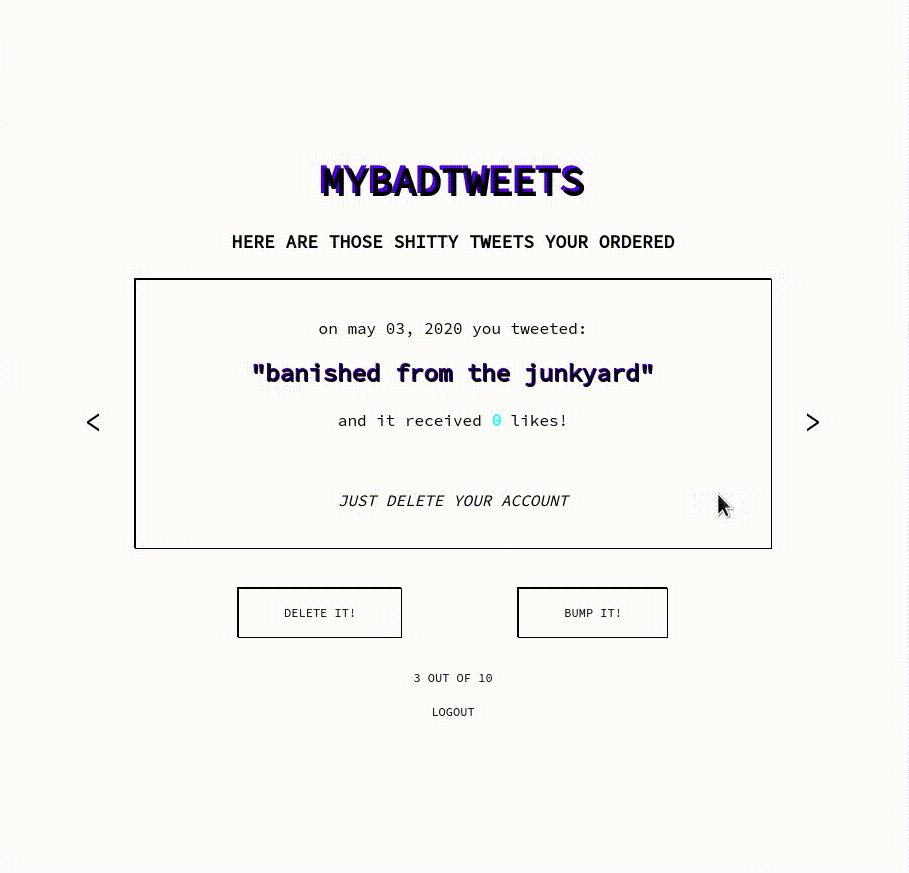 MYBADTWEETS
HERE ARE THOSE SHITTY TWEETS YOUR ORDERED
on may 03, 2020 you tweeted:
"banished from the junkyard"
and it received 0 likes!
< >
JUST DELETE YOUR ACCOUNT
DELETE IT! BUMP IT!
3 OUT OF 10
LOGOUT